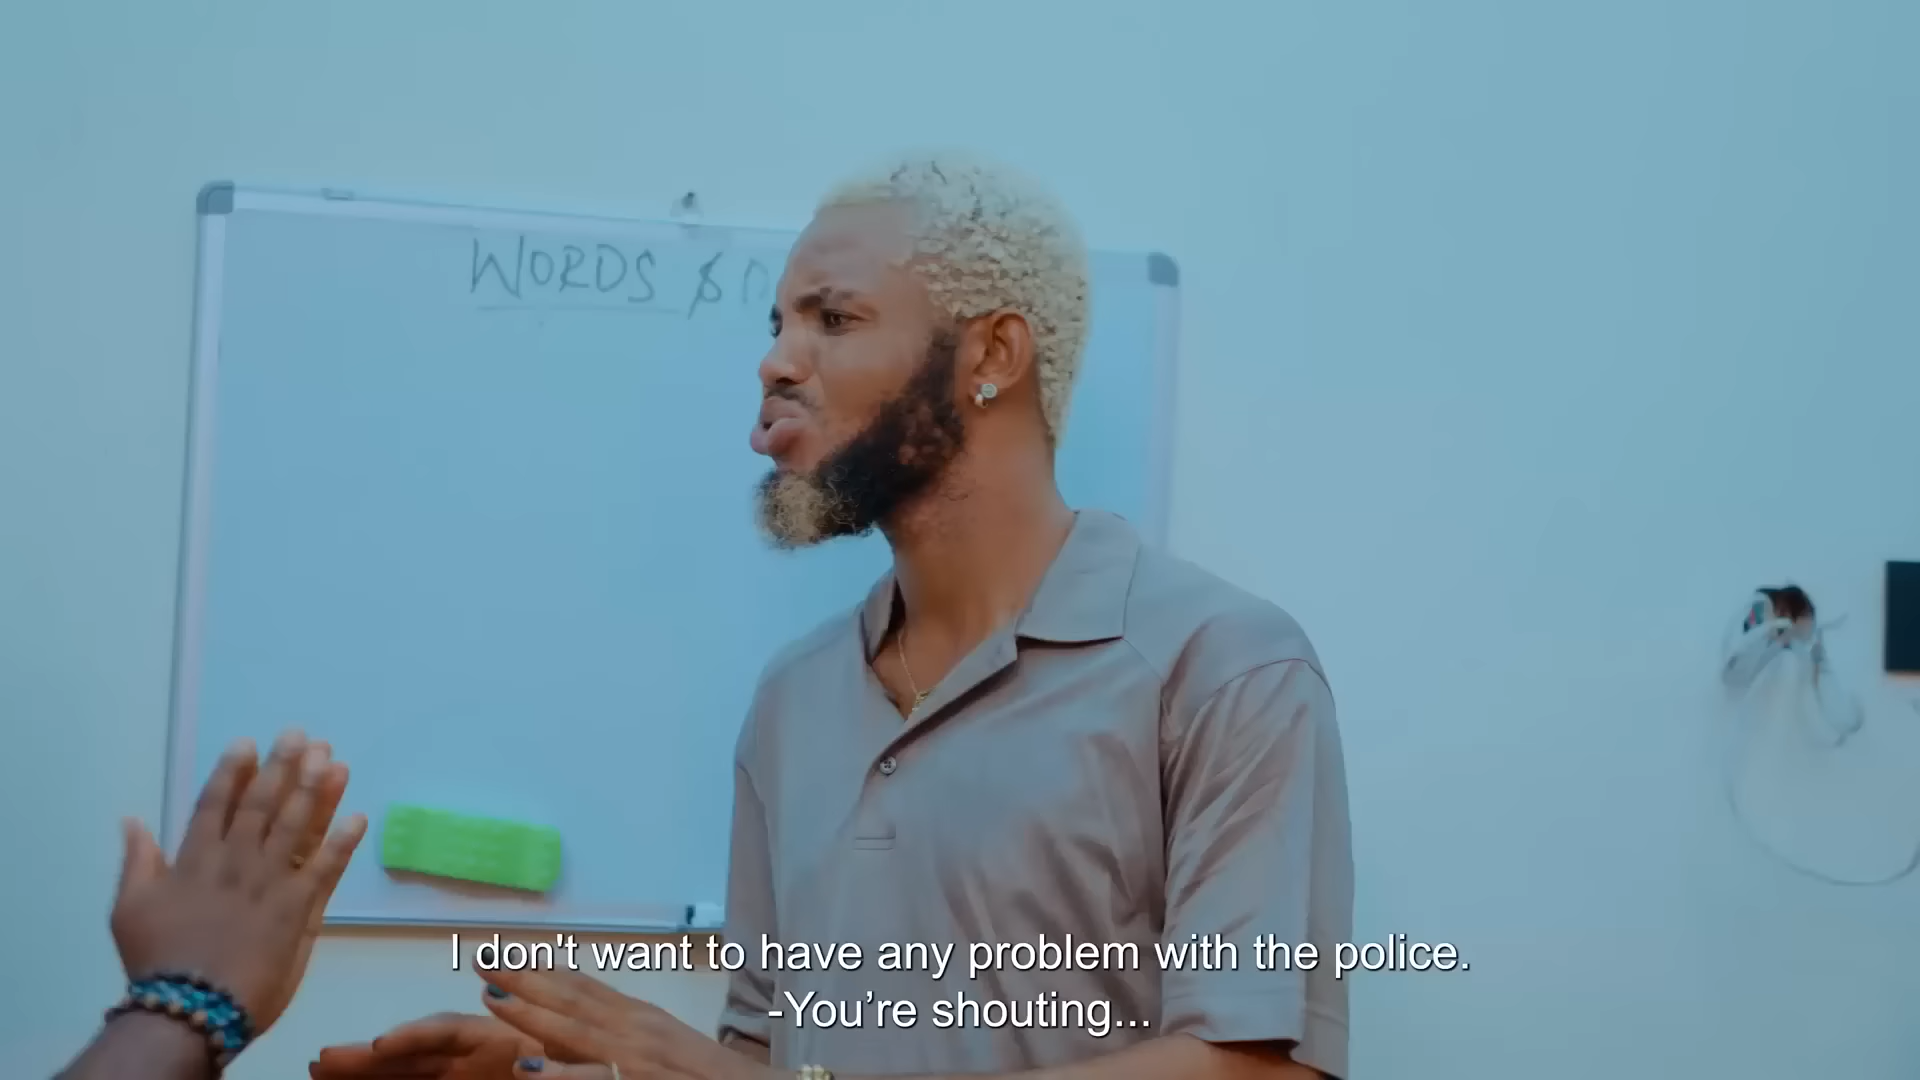 WORDS &
I don't want to have any problem with the police.
-You’re shouting...